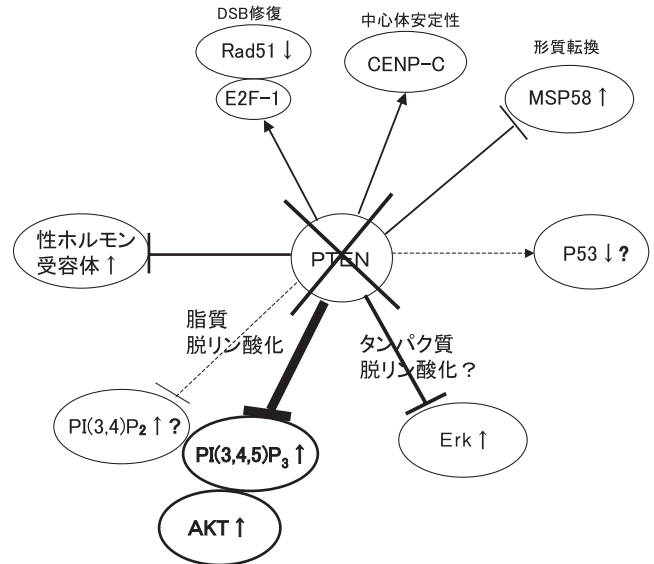 DSB修復
Rad51↓
E2F-1
中心体安定性
CENP-C
形質転換
MSP58↑
性ホルモン
受容体↑
PTEN
P53↓?
脂質
脱リン酸化
タンパク質
脱リン酸化？
PI(3,4)P₂↑?
PI(3,4,5)P₃↑
AKT↑
Erk↑